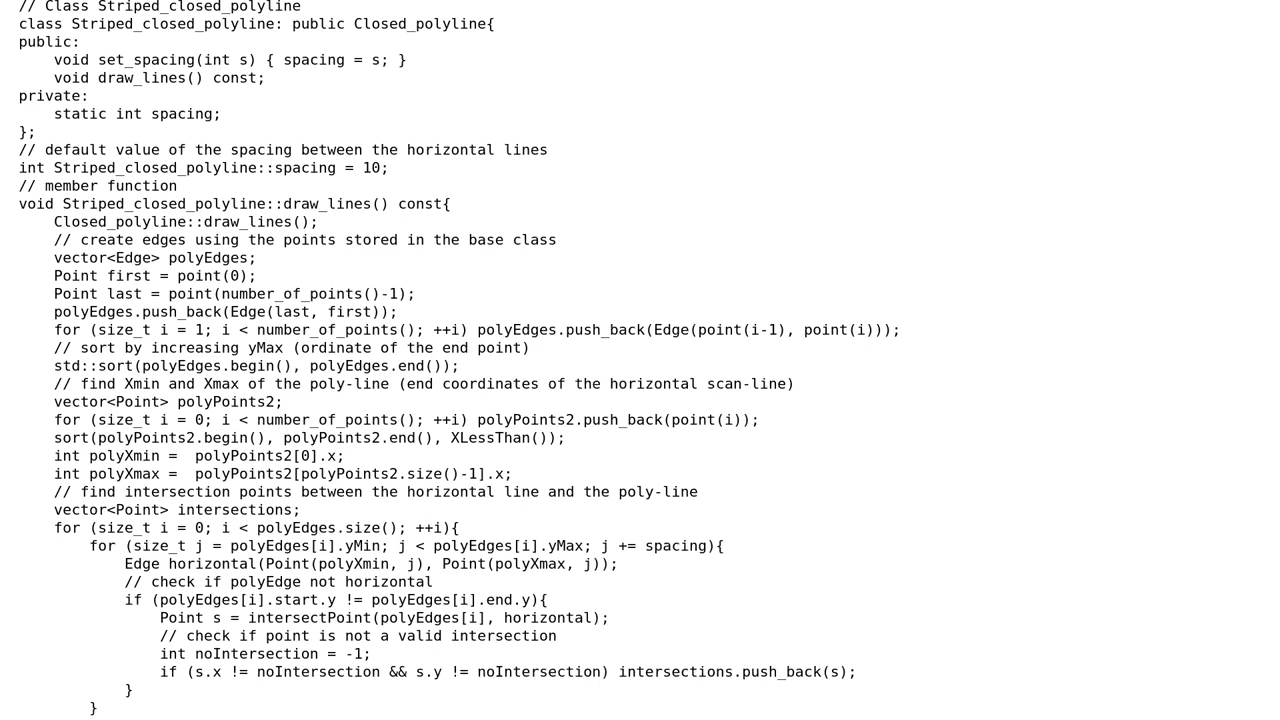 // Class Striped_closed_polyline
class Striped_closed_polyline: public Closed_polyline{
public:
    void set_spacing(int s) { spacing = s; }
    void draw_lines() const;
private:
    static int spacing;
};
// default value of the spacing between the horizontal lines
int Striped_closed_polyline::spacing = 10;
// member function
void Striped_closed_polyline::draw_lines() const{
    Closed_polyline::draw_lines();
    // create edges using the points stored in the base class
    vector<Edge> polyEdges;
    Point first = point(0);
    Point last = point(number_of_points()-1);
    polyEdges.push_back(Edge(last, first));
    for (size_t i = 1; i < number_of_points(); ++i) polyEdges.push_back(Edge(point(i-1), point(i)));
    // sort by increasing yMax (ordinate of the end point)
    std::sort(polyEdges.begin(), polyEdges.end());
    // find Xmin and Xmax of the poly-line (end coordinates of the horizontal scan-line)
    vector<Point> polyPoints2;
    for (size_t i = 0; i < number_of_points(); ++i) polyPoints2.push_back(point(i));
    sort(polyPoints2.begin(), polyPoints2.end(), XLessThan());
    int polyXmin =  polyPoints2[0].x;
    int polyXmax =  polyPoints2[polyPoints2.size()-1].x;
    // find intersection points between the horizontal line and the poly-line
    vector<Point> intersections;
    for (size_t i = 0; i < polyEdges.size(); ++i){
        for (size_t j = polyEdges[i].yMin; j < polyEdges[i].yMax; j += spacing){
            Edge horizontal(Point(polyXmin, j), Point(polyXmax, j));
            // check if polyEdge not horizontal
            if (polyEdges[i].start.y != polyEdges[i].end.y){
                Point s = intersectPoint(polyEdges[i], horizontal);
                // check if point is not a valid intersection
                int noIntersection = -1;
                if (s.x != noIntersection && s.y != noIntersection) intersections.push_back(s);
            }
        }